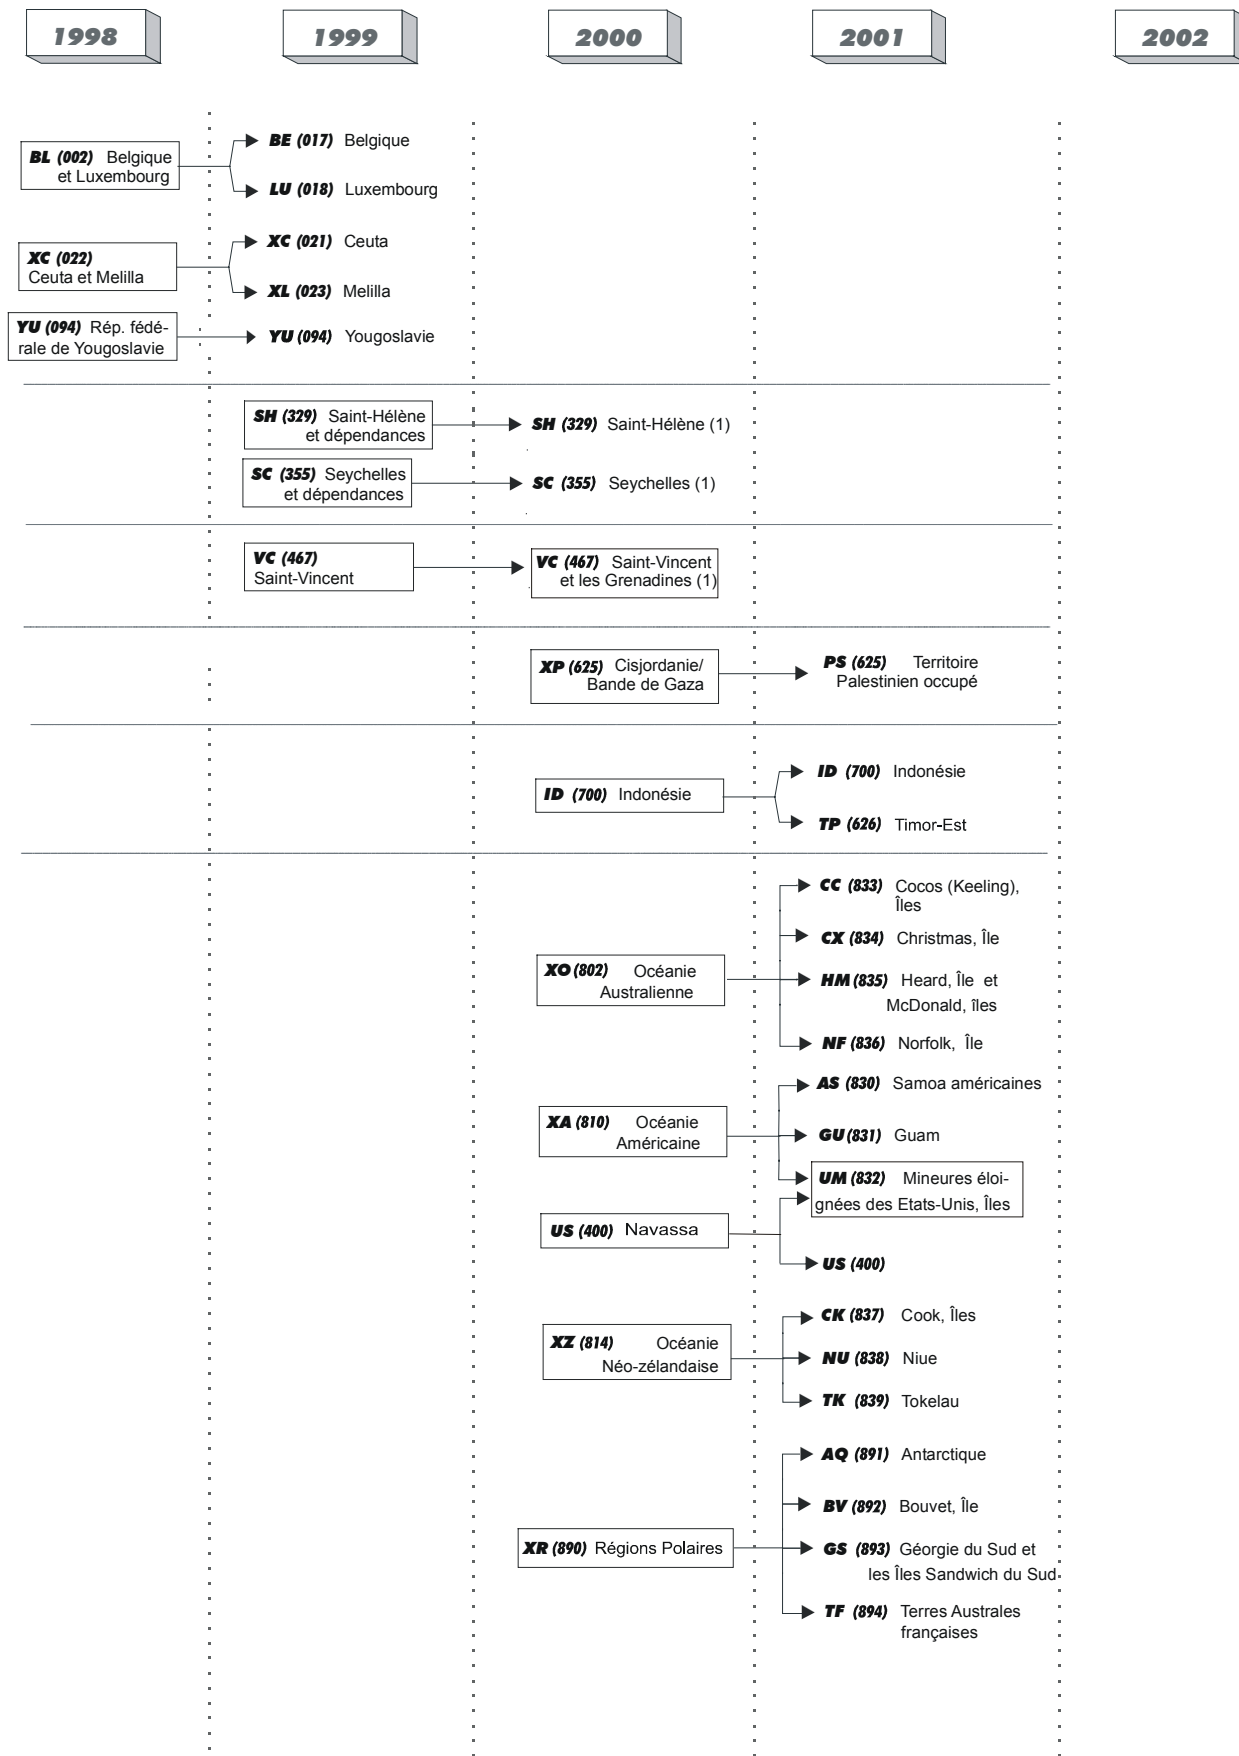 1998 1999 2000 2001 2002
BL (002) Belgique
et Luxembourg
BE (017) Belgique
LU (018) Luxembourg
XC (022)
Ceuta et Melilla
XC (021) Ceuta
XL (023) Melilla
YU (094) Rép. fédé-
rale de Yougoslavie
YU (094) Yougoslavie
SH (329) Saint-Hélène
et dépendances
SH (329) Saint-Hélène (1)
SC (355) Seychelles
et dépendances
SC (355) Seychelles (1)
VC (467)
Saint-Vincent
VC (467) Saint-Vincent
et les Grenadines (1)
XP (625) Cisjordanie/
Bande de Gaza
PS (625) Territoire
Palestinien occupé
ID (700) Indonésie
ID (700) Indonésie
TP (626) Timor-Est
XO (802) Océanie
Australienne
CC (833) Cocos (Keeling),
Îles
CX (834) Christmas, Île
HM (835) Heard, Île et
McDonald, îles
NF (836) Norfolk, Île
XA (810) Océanie
Américaine
AS (830) Samoa américaines
GU (831) Guam
UM (832) Mineures éloi-
gnées des Etats-Unis, Îles
US (400) Navassa
US (400)
XZ (814) Océanie
Néo-zélandaise
CK (837) Cook, Îles
NU (838) Niue
TK (839) Tokelau
XR (890) Régions Polaires
AQ (891) Antarctique
BV (892) Bouvet, Île
GS (893) Géorgie du Sud et
les Îles Sandwich du Sud
TF (894) Terres Australes
françaises